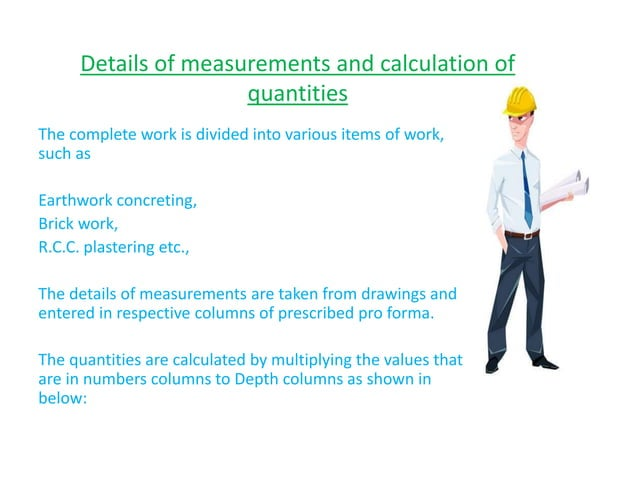 Details of measurements and calculation of
quantities
The complete work is divided into various items of work,
such as
Earthwork concreting,
Brick work,
R.C.C. plastering etc.,
The details of measurements are taken from drawings and
entered in respective columns of prescribed pro forma.
The quantities are calculated by multiplying the values that
are in numbers columns to Depth columns as shown in
below: